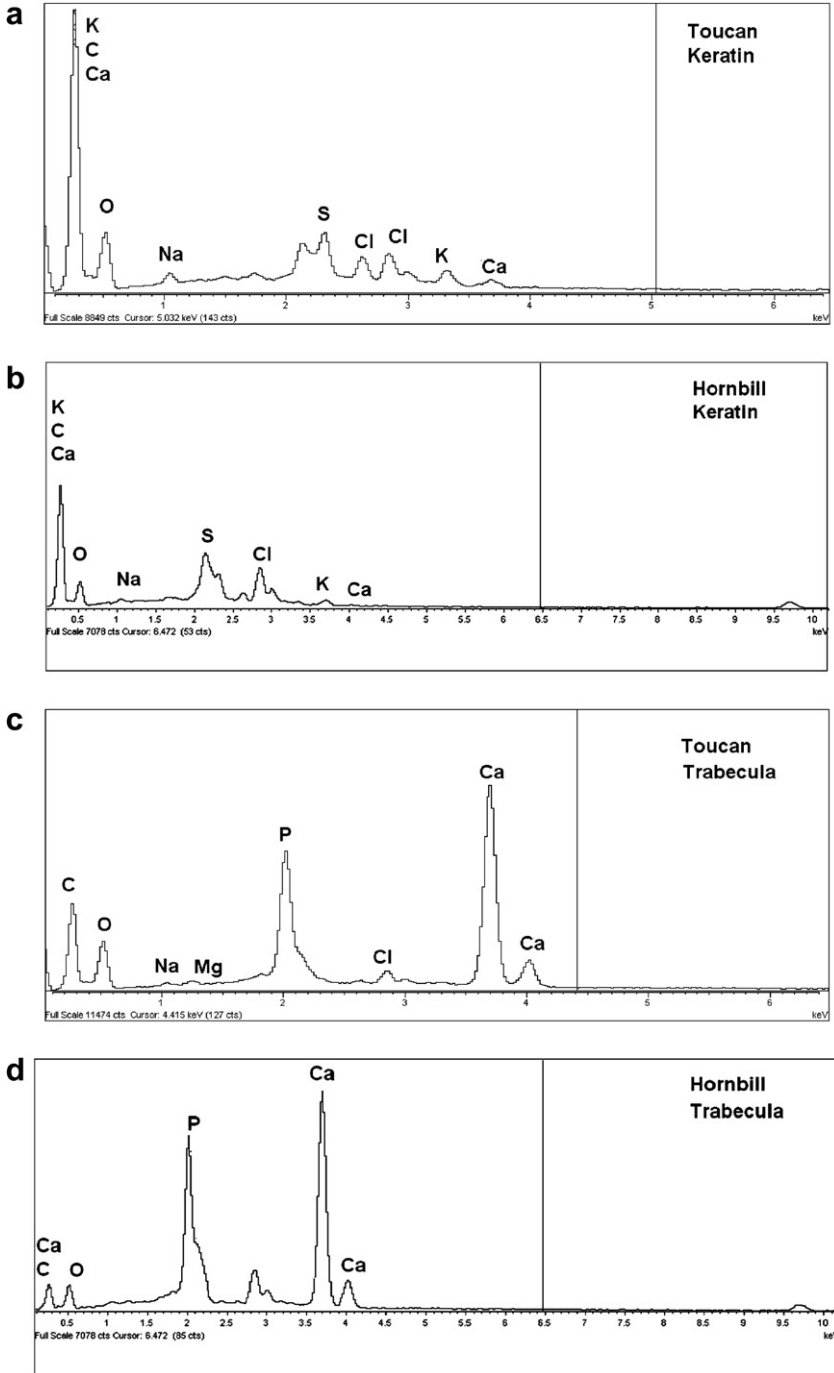 a
K
C
Ca
O
Na
S
Cl
Cl
K
Ca
Toucan
Keratin
2 3 4 5 6
Full Scale 8849 cts Cursor: 5.032 keV (143 cts)
keV
b
K
C
Ca
O
Na
S
Cl
K
Ca
Hornbill
Keratin
0.5 1 1.5 2 2.5 3 3.5 4 4.5 5 5.5 6 6.5 7 7.5 8 8.5 9 9.5 10
Full Scale 7078 cts Cursor: 6.472 (53 cts)
keV
c
C
O
Na
Mg
P
Cl
Ca
Ca
Toucan
Trabecula
2 3 4 5 6
Full Scale 11474 cts Cursor: 4.415 keV (127 cts)
keV
d
Ca
C
O
P
Ca
Ca
Hornbill
Trabecula
0.5 1 1.5 2 2.5 3 3.5 4 4.5 5 5.5 6 6.5 7 7.5 8 8.5 9 9.5 10
Full Scale 7078 cts Cursor: 6.472 (85 cts)
keV